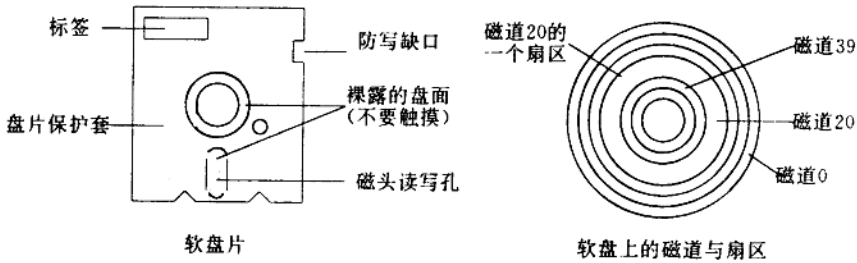 标签
防写缺口
裸露的盘面
(不要触摸)
盘片保护套
磁头读写孔
软盘片
磁道20的
一个扇区
磁道39
磁道20
磁道0
软盘上的磁道与扇区